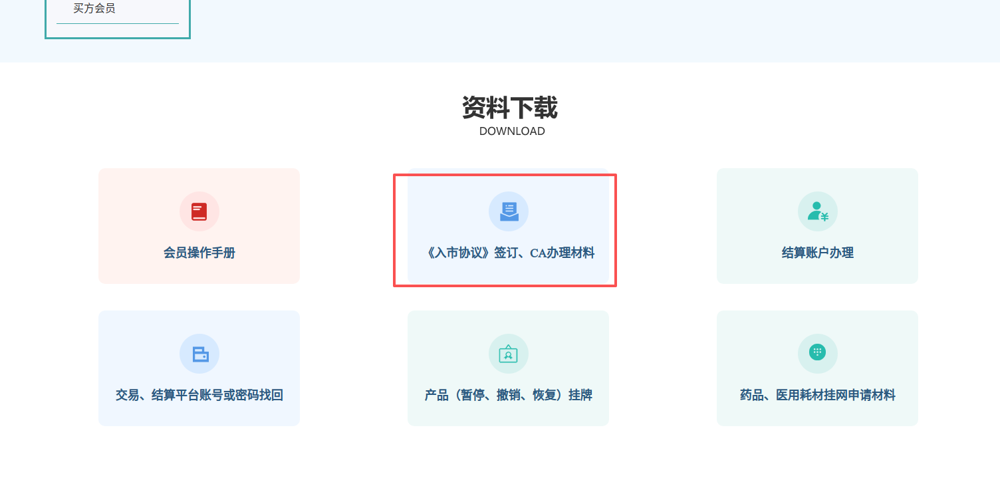 买方会员
资料下载
DOWNLOAD
会员操作手册
《入市协议》签订、CA办理材料
结算账户办理
交易、结算平台账号或密码找回
产品（暂停、撤销、恢复）挂牌
药品、医用耗材挂网申请材料